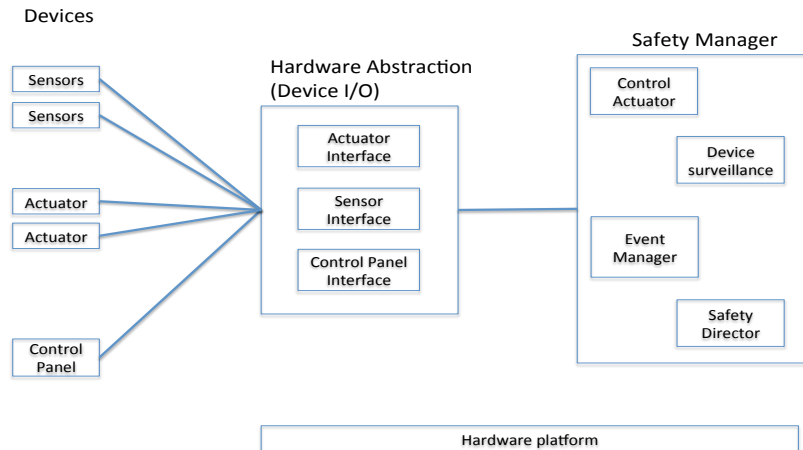 Devices
Sensors
Sensors
Actuator
Actuator
Control
Panel
Hardware Abstraction
(Device I/O)
Actuator
Interface
Sensor
Interface
Control Panel
Interface
Safety Manager
Control
Actuator
Device
surveillance
Event
Manager
Safety
Director
Hardware platform